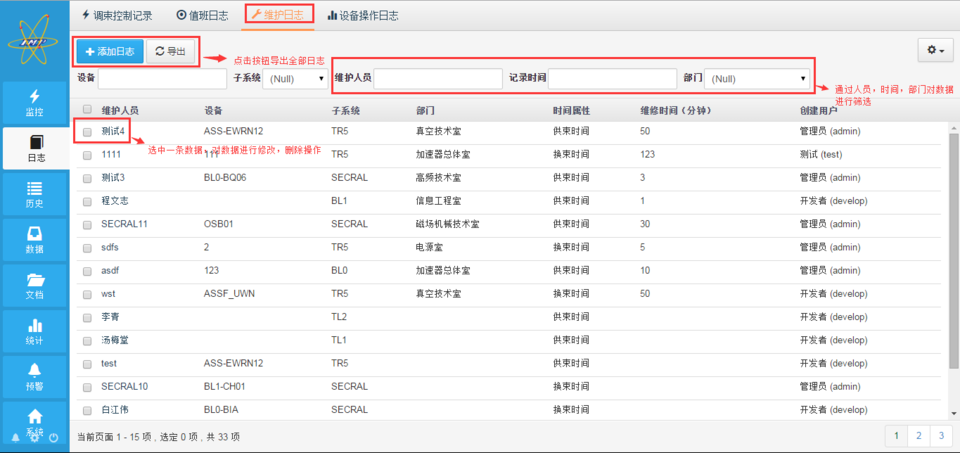 调束控制记录 值班日志 维护日志 设备操作日志
添加日志 导出 点击按钮导出全部日志
设备 子系统 (Null) 维护人员 记录时间 部门 (Null)
通过人员，时间，部门对数据
进行筛选
维护人员 设备 子系统 部门 时间属性 维修时间（分钟） 创建用户
测试4 ASS-EWRN12 TR5 真空技术室 供束时间 50 管理员 (admin)
选中一条数据，对数据进行修改，删除操作
1111 111 TR5 加速器总体室 换束时间 123 测试 (test)
测试3 BL0-BQ06 SECRAL 高频技术室 供束时间 3 管理员 (admin)
程文志 BL1 信息工程室 供束时间 1 开发者 (develop)
SECRAL11 OSB01 SECRAL 磁场机械技术室 供束时间 30 管理员 (admin)
sdfs 2 TR5 电源室 换束时间 5 管理员 (admin)
asdf 123 BL0 加速器总体室 供束时间 10 管理员 (admin)
wst ASSF_UWN TR5 真空技术室 换束时间 50 开发者 (develop)
李青 TL2 供束时间 开发者 (develop)
汤梅堂 TL1 供束时间 开发者 (develop)
test ASS-EWRN12 TR5 供束时间 开发者 (develop)
SECRAL10 BL1-CH01 SECRAL 换束时间 管理员 (admin)
白江伟 BL0-BIA SECRAL 供束时间 开发者 (develop)
当前页面 1 - 15 项，选定 0 项，共 33 项 1 2 3
监控
日志
历史
数据
文档
统计
预警
系统